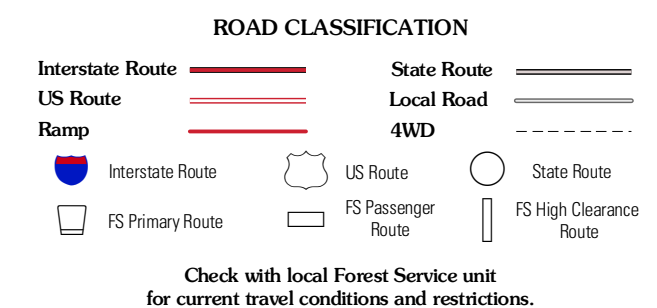 ROAD CLASSIFICATION
Interstate Route
State Route
US Route
Local Road
Ramp
4WD
Interstate Route
US Route
State Route
FS Primary Route
FS Passenger
Route
FS High Clearance
Route
Check with local Forest Service unit
for current travel conditions and restrictions.